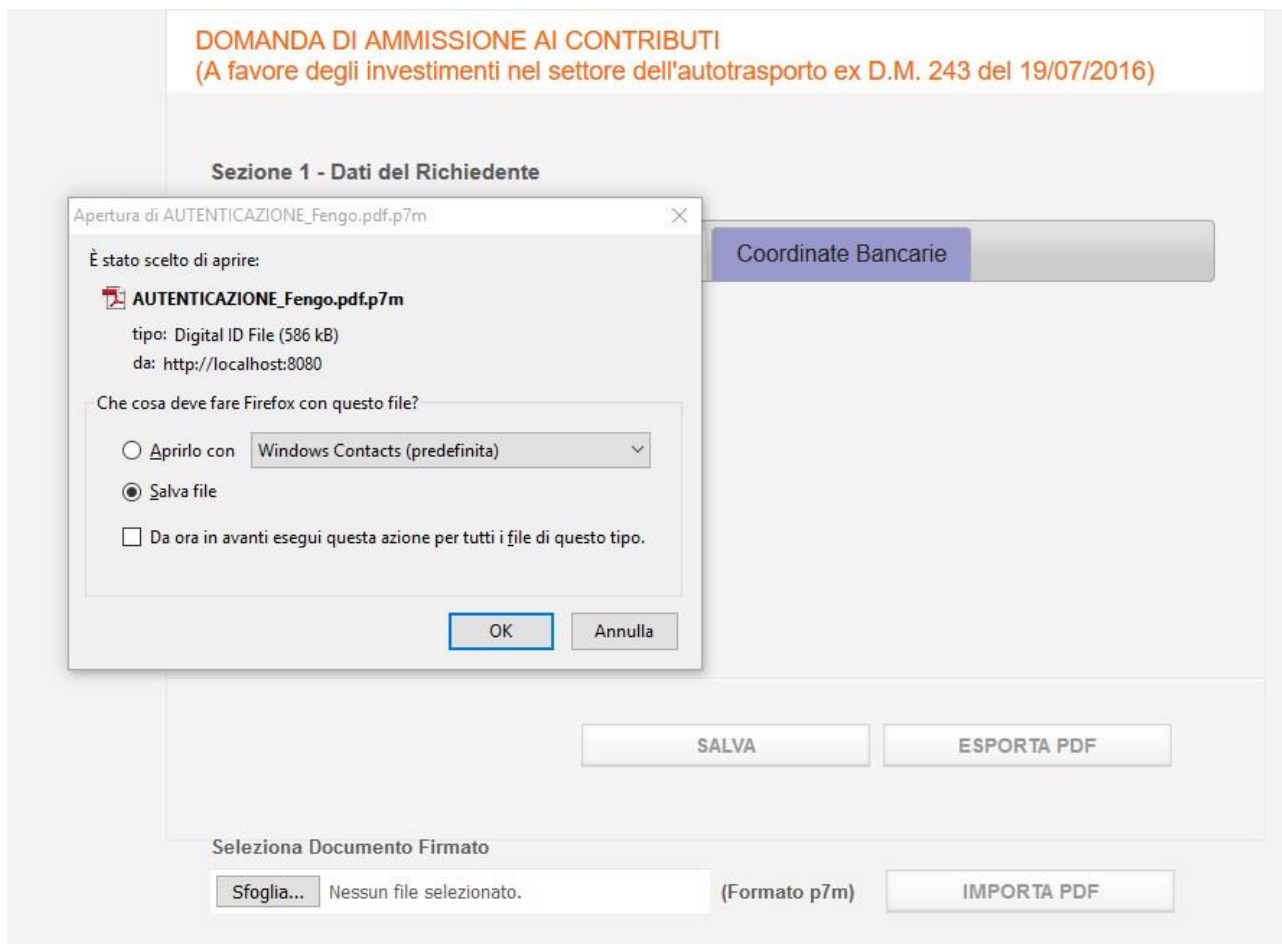 DOMANDA DI AMMISSIONE AI CONTRIBUTI
(A favore degli investimenti nel settore dell'autotrasporto ex D.M. 243 del 19/07/2016)
Sezione 1 - Dati del Richiedente
Apertura di AUTENTICAZIONE_Fengo.pdf.p7m
È stato scelto di aprire:
AUTENTICAZIONE_Fengo.pdf.p7m
tipo: Digital ID File (586 kB)
da: http://localhost:8080
Che cosa deve fare Firefox con questo file?
Aprirlo con Windows Contacts (predefinita)
Salva file
Da ora in avanti esegui questa azione per tutti i file di questo tipo.
OK Annulla
Coordinate Bancarie
SALVA ESPORTA PDF
Seleziona Documento Firmato
Sfoglia... Nessun file selezionato. (Formato p7m) IMPORTA PDF